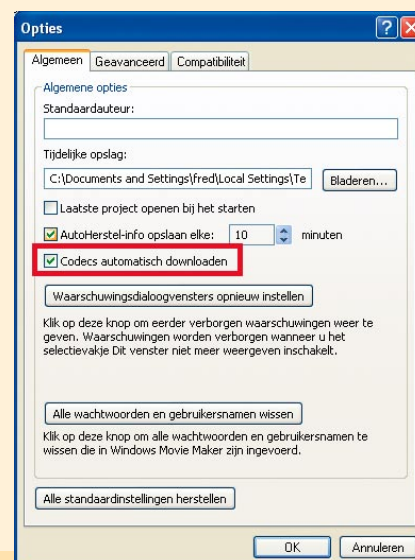 Opties
Algemeen Geavanceerd Compatibiliteit
Algemene opties
Standaardauteur:
Tijdelijke opslag:
C:\Documents and Settings\fred\Local Settings\Te Bladeren...
Laatste project openen bij het starten
AutoHerstel-info opslaan elke: 10 minuten
Codecs automatisch downloaden
Waarschuwingsdialoogvensters opnieuw instellen
Klik op deze knop om eerder verborgen waarschuwingen weer te
geven. Waarschuwingen worden verborgen wanneer u het
selectievakje Dit venster niet meer weergeven inschakelt.
Alle wachtwoorden en gebruikersnamen wissen
Klik op deze knop om alle wachtwoorden en gebruikersnamen te
wissen die in Windows Movie Maker zijn ingevoerd.
Alle standaardinstellingen herstellen
OK Annuleren